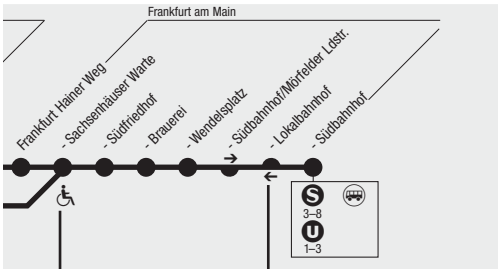 Frankfurt am Main
Frankfurt Hainer Weg
- Sachsenhäuser Warte
- Südfriedhof
- Brauerei
- Wendelsplatz
- Südbahnhof/Mörfelder Ldstr.
- Lokalbahnhof
- Südbahnhof
S
3–8
U
1–3